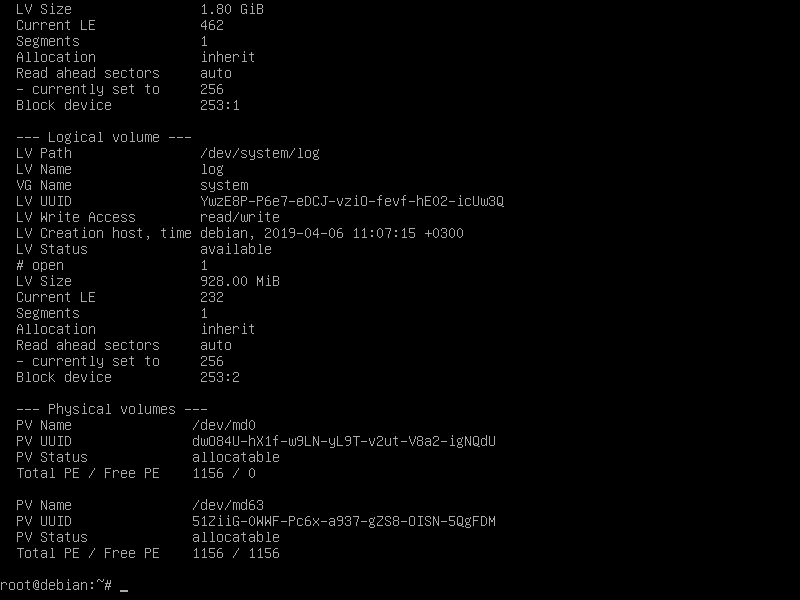 LV Size                1.80 GiB
Current LE             462
Segments               1
Allocation             inherit
Read ahead sectors     auto
- currently set to     256
Block device           253:1
--- Logical volume ---
LV Path                /dev/system/log
LV Name                log
VG Name                system
LV UUID                YwzE8P-P6e7-eDCJ-vziO-fevf-hE02-icUw3Q
LV Write Access        read/write
LV Creation host, time debian, 2019-04-06 11:07:15 +0300
LV Status              available
# open                 1
LV Size                928.00 MiB
Current LE             232
Segments               1
Allocation             inherit
Read ahead sectors     auto
- currently set to     256
Block device           253:2
--- Physical volumes ---
PV Name               /dev/md0
PV UUID               dwO84U-hX1f-w9LN-yL9T-v2ut-V8a2-igNQdU
PV Status             allocatable
Total PE / Free PE    1156 / 0
PV Name               /dev/md63
PV UUID               51ZiiG-0WWF-Pc6x-a937-gZS8-OISN-5QgFDM
PV Status             allocatable
Total PE / Free PE    1156 / 1156
root@debian:~# _